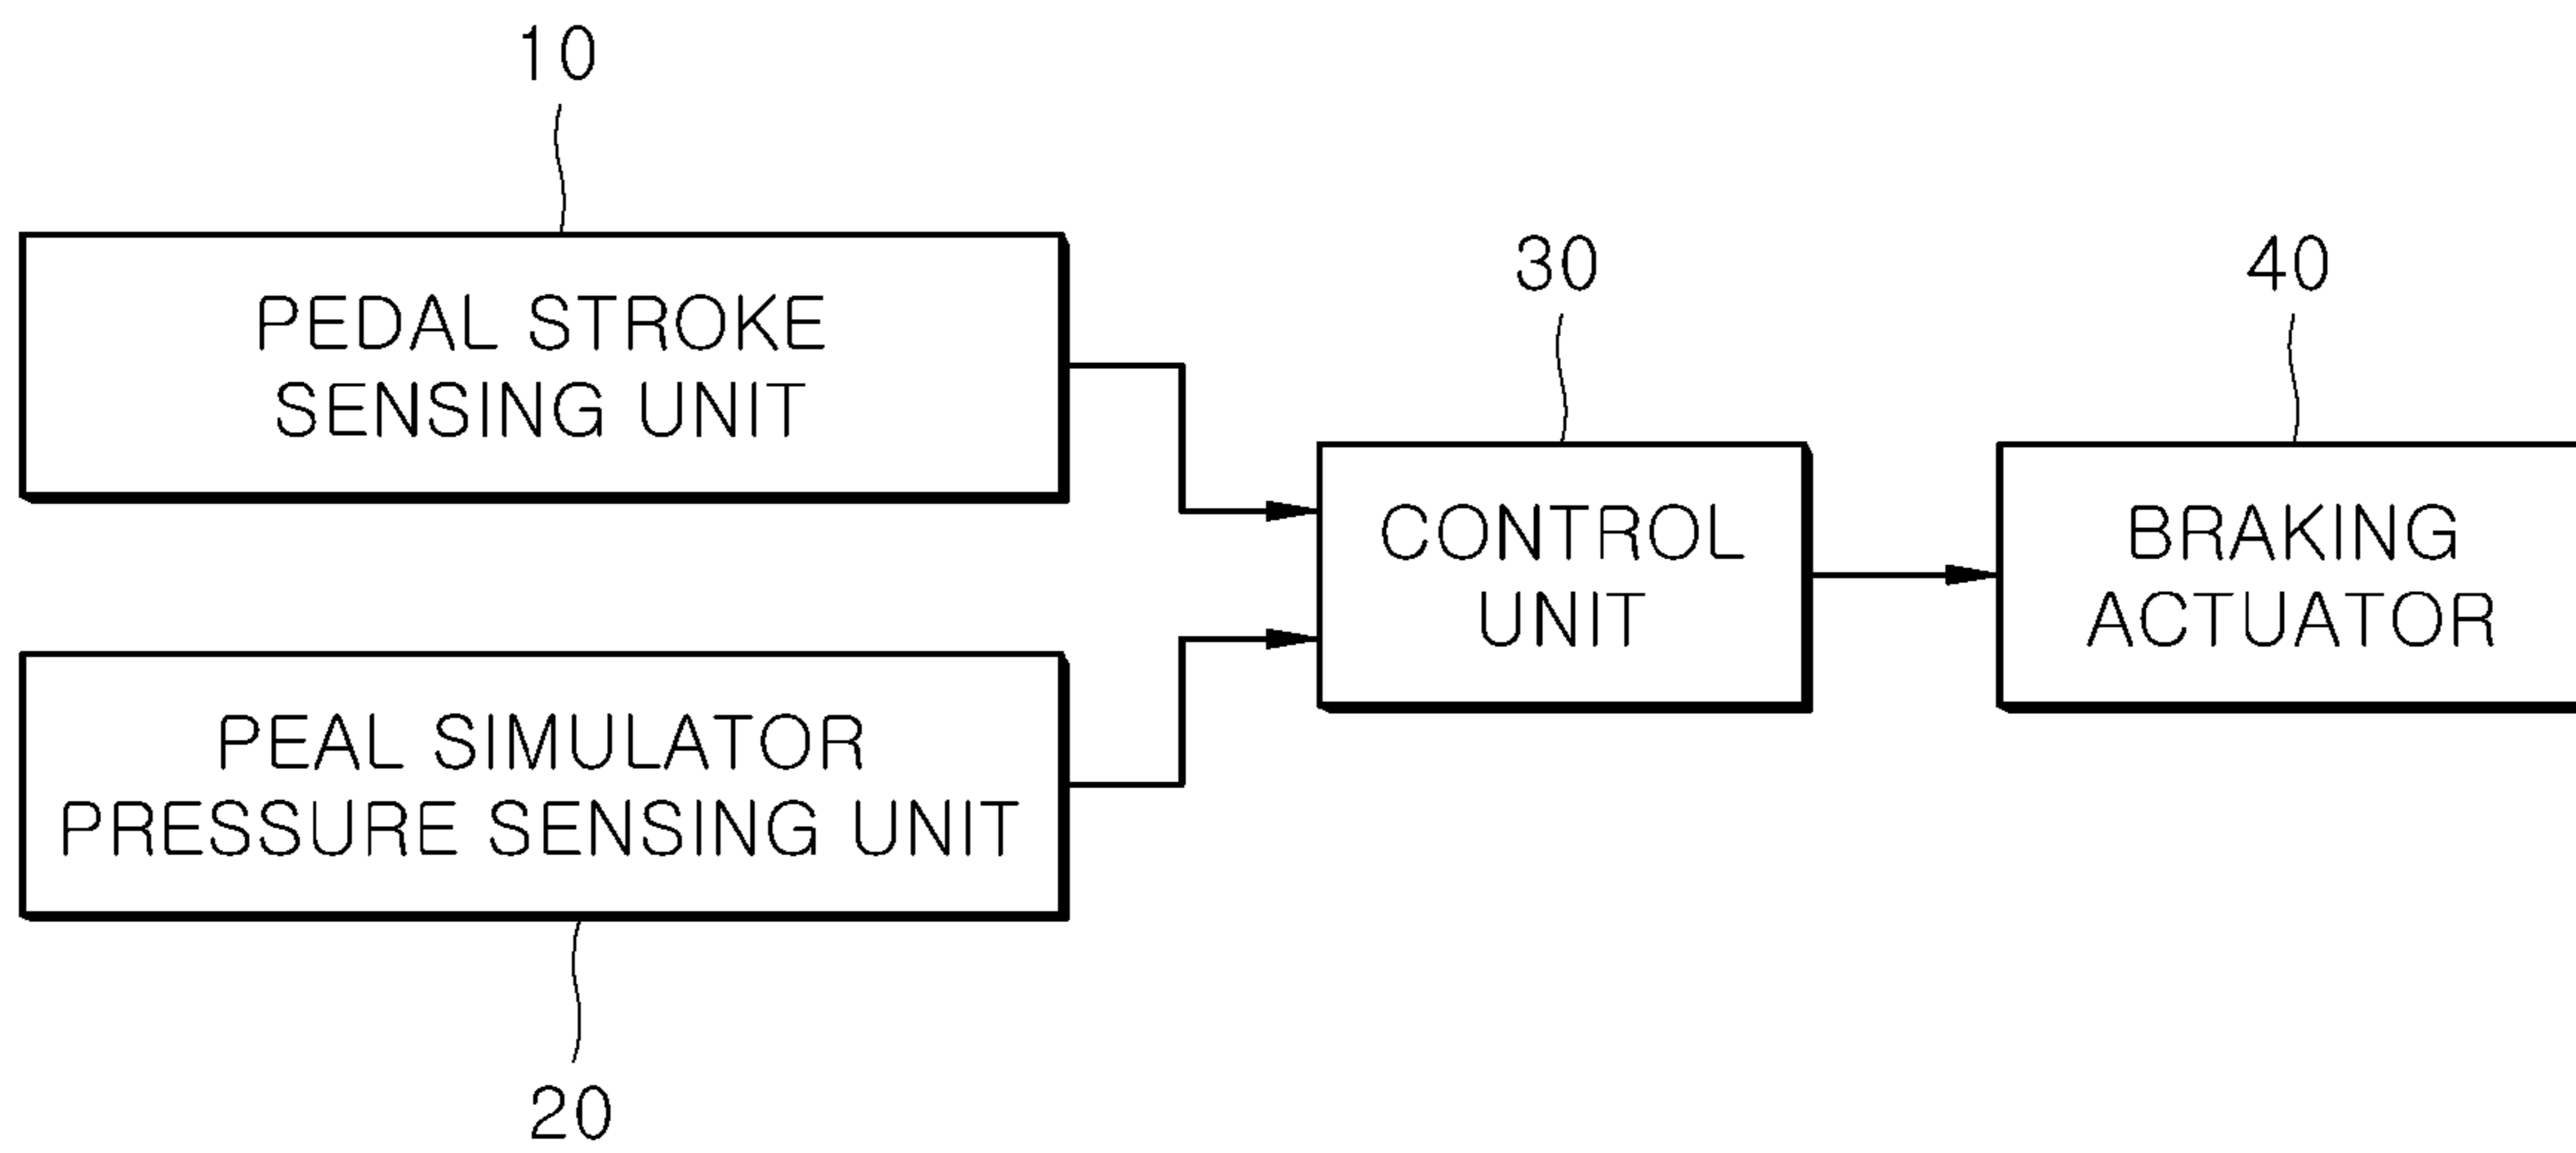 10
PEDAL STROKE
SENSING UNIT
30
CONTROL
UNIT
40
BRAKING
ACTUATOR
PEAL SIMULATOR
PRESSURE SENSING UNIT
20